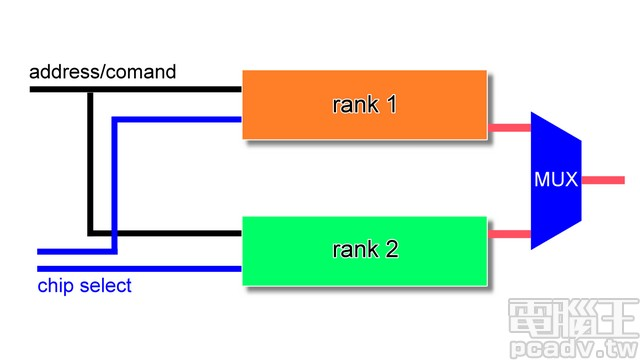 address/comand
rank 1
MUX
rank 2
chip select
電腦王
pcadv.tw